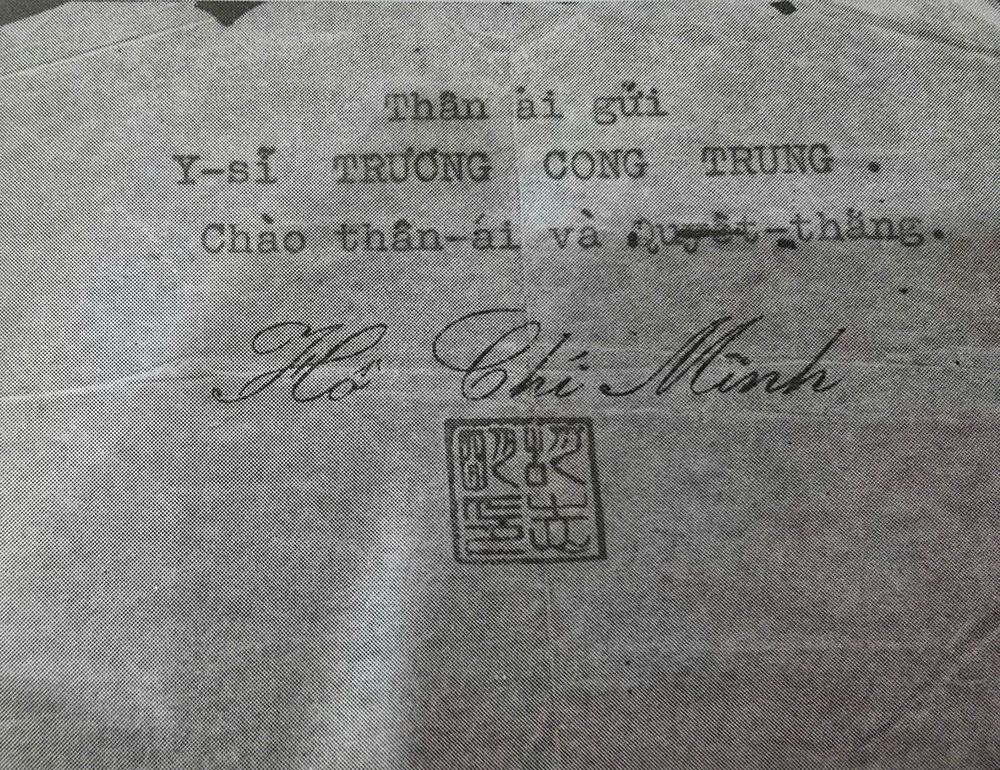 Thân ái gửi
Y-sĩ TRƯƠNG CONG TRUNG .
Chào thân-ái và Quyết-thắng.
Hồ Chí Minh